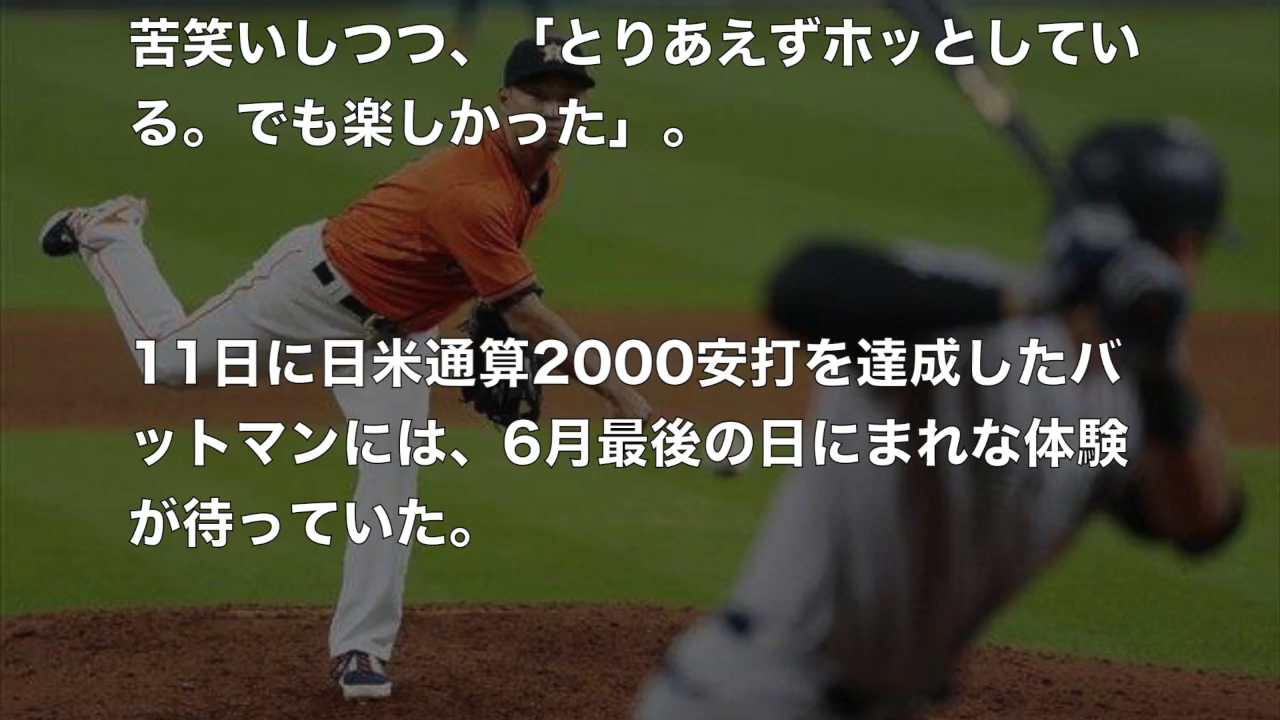 苦笑いしつつ、「とりあえずホッとしてい
る。でも楽しかった」。
11日に日米通算2000安打を達成したバ
ットマンには、6月最後の日にまれな体験
が待っていた。